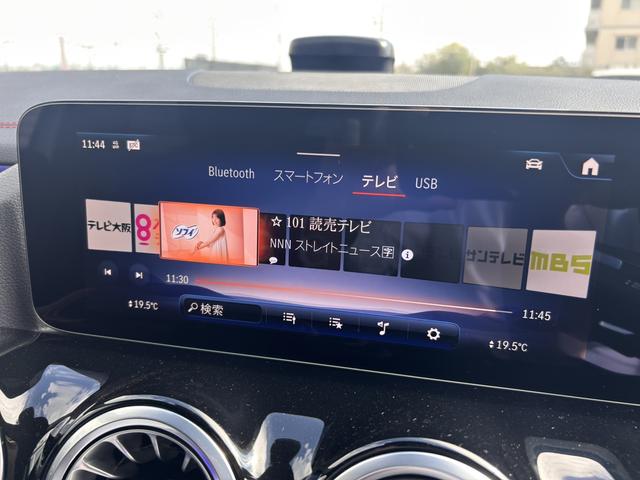 11:44
Bluetooth
スマートフォン
テレビ
USB
テレビ大阪
8
ソフィ
☆ 101 読売テレビ
NNN ストレイトニュース字
サンテレビ
MBS
11:30
11:45
19.5℃
検索
19.5℃